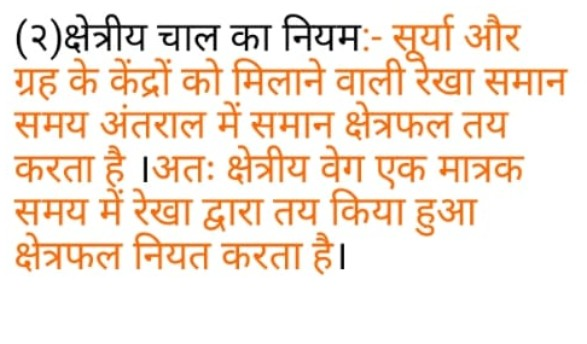 (२)क्षेत्रीय चाल का नियम:- सूर्या और
ग्रह के केंद्रों को मिलाने वाली रेखा समान
समय अंतराल में समान क्षेत्रफल तय
करता है ।अतः क्षेत्रीय वेग एक मात्रक
समय में रेखा द्वारा तय किया हुआ
क्षेत्रफल नियत करता है।